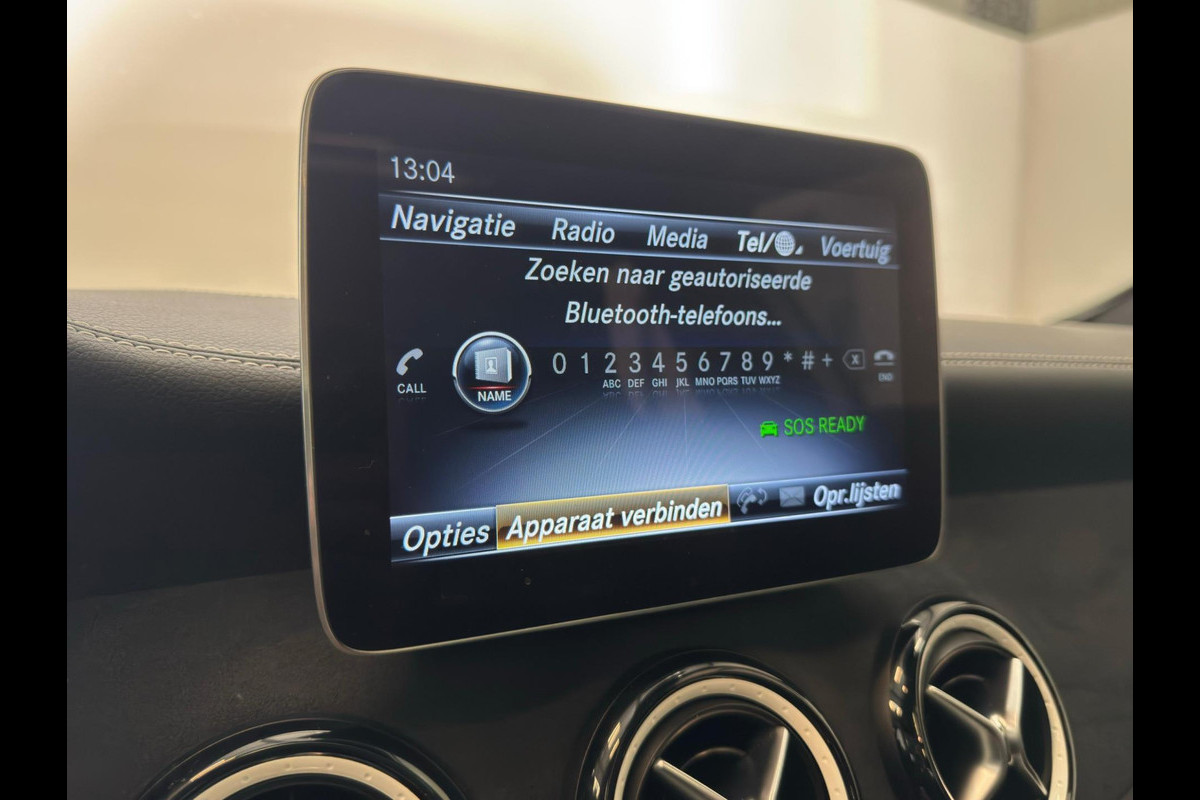 13:04
Navigatie Radio Media Tel/ Voertuig
Zoeken naar geautoriseerde
Bluetooth-telefoons...
0 1 2 3 4 5 6 7 8 9 * # + X
ABC DEF GHI JKL MNO PQRS TUV WXYZ
CALL NAME END
SOS READY
Opties Apparaat verbinden Opr.lijsten